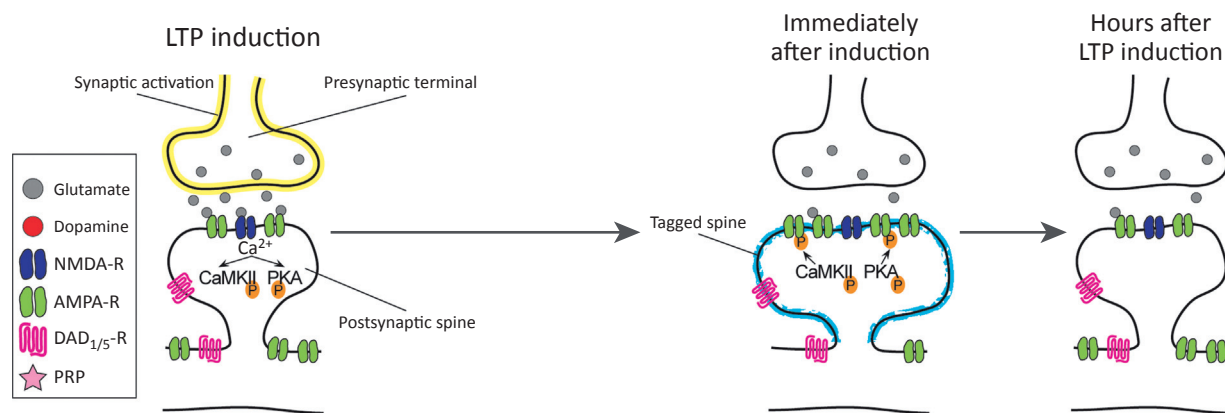 LTP induction
Immediately
after induction
Hours after
LTP induction
Synaptic activation
Presynaptic terminal
Glutamate
Dopamine
NMDA-R
AMPA-R
DAD1/5-R
PRP
Ca2+
CaMKII PKA
P P
Postsynaptic spine
Tagged spine
P P
CaMKII PKA
P P